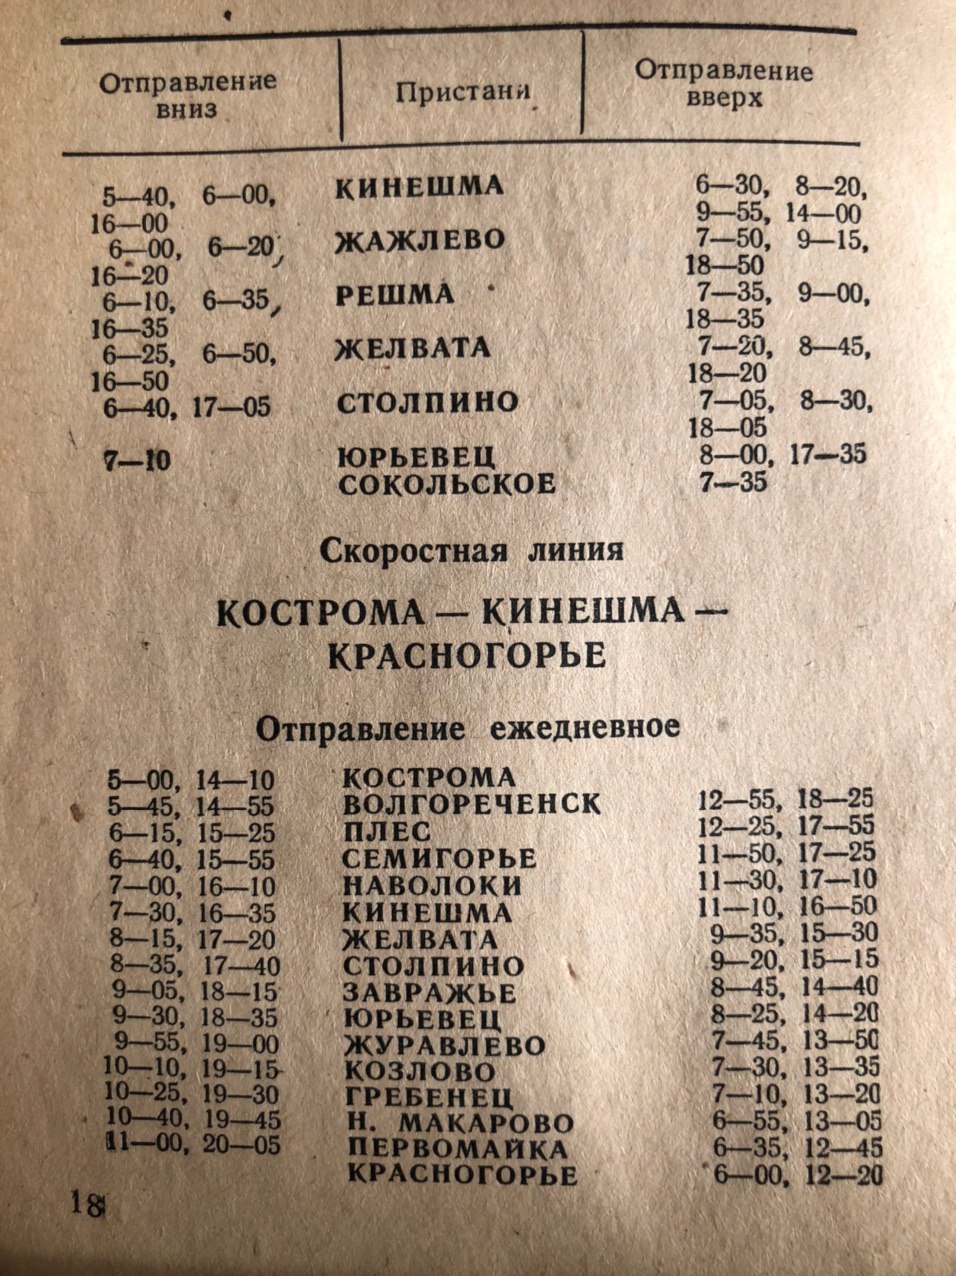 Отправление вниз Пристани Отправление вверх
5—40, 6—00, КИНЕШМА 6—30, 8—20,
16—00 9—55, 14—00
6—00, 6—20, ЖАЖЛЕВО 7—50, 9—15,
16—20 18—50
6—10, 6—35, РЕШМА 7—35, 9—00,
16—35 18—35
6—25, 6—50, ЖЕЛВАТА 7—20, 8—45,
16—50 18—20
6—40, 17—05 СТОЛПИНО 7—05, 8—30,
18—05
7—10 ЮРЬЕВЕЦ 8—00, 17—35
СОКОЛЬСКОЕ 7—35
Скоростная линия
КОСТРОМА — КИНЕШМА —
КРАСНОГОРЬЕ
Отправление ежедневное
5—00, 14—10 КОСТРОМА
5—45, 14—55 ВОЛГОРЕЧЕНСК 12—55, 18—25
6—15, 15—25 ПЛЕС 12—25, 17—55
6—40, 15—55 СЕМИГОРЬЕ 11—50, 17—25
7—00, 16—10 НАВОЛОКИ 11—30, 17—10
7—30, 16—35 КИНЕШМА 11—10, 16—50
8—15, 17—20 ЖЕЛВАТА 9—35, 15—30
8—35, 17—40 СТОЛПИНО 9—20, 15—15
9—05, 18—15 ЗАВРАЖЬЕ 8—45, 14—40
9—30, 18—35 ЮРЬЕВЕЦ 8—25, 14—20
9—55, 19—00 ЖУРАВЛЕВО 7—45, 13—50
10—10, 19—15 КОЗЛОВО 7—30, 13—35
10—25, 19—30 ГРЕБЕНЕЦ 7—10, 13—20
10—40, 19—45 Н. МАКАРОВО 6—55, 13—05
11—00, 20—05 ПЕРВОМАЙКА 6—35, 12—45
КРАСНОГОРЬЕ 6—00, 12—20
18